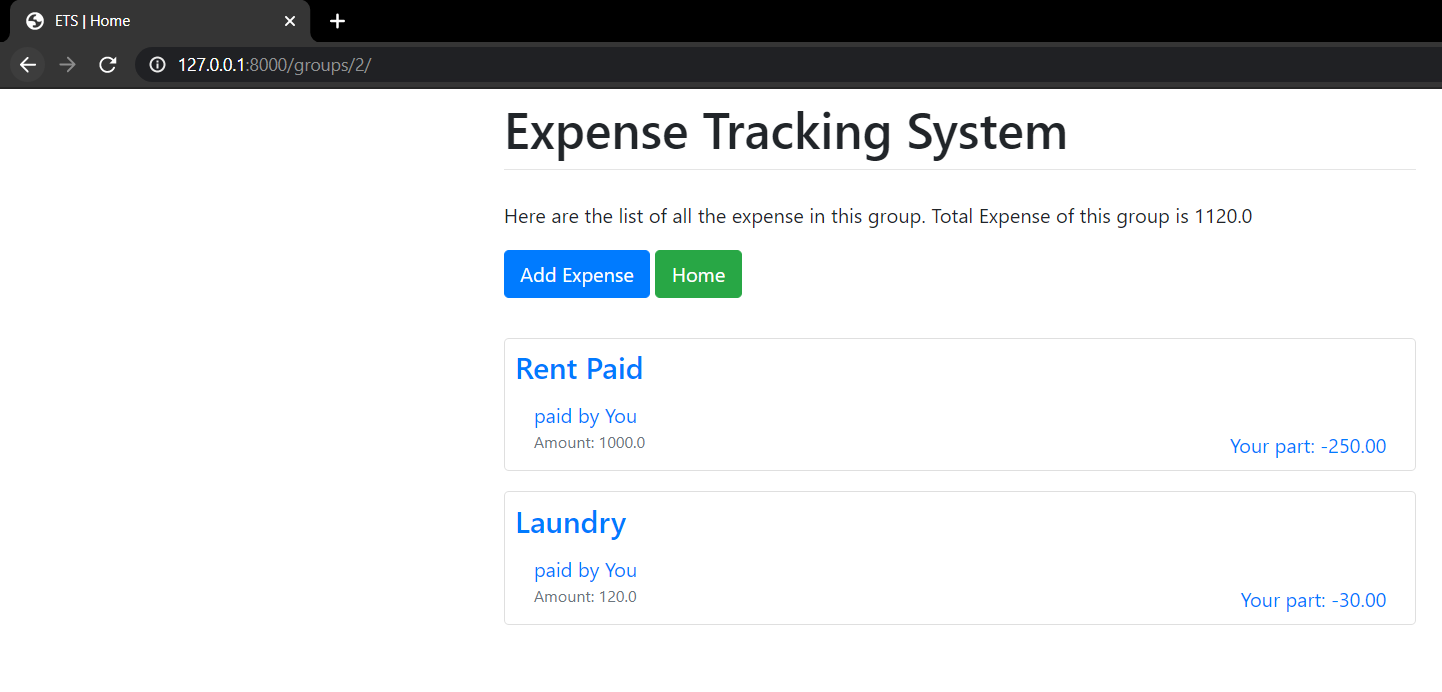 ETS | Home
127.0.0.1:8000/groups/2/
Expense Tracking System
Here are the list of all the expense in this group. Total Expense of this group is 1120.0
Add Expense Home
Rent Paid
paid by You
Amount: 1000.0
Your part: -250.00
Laundry
paid by You
Amount: 120.0
Your part: -30.00